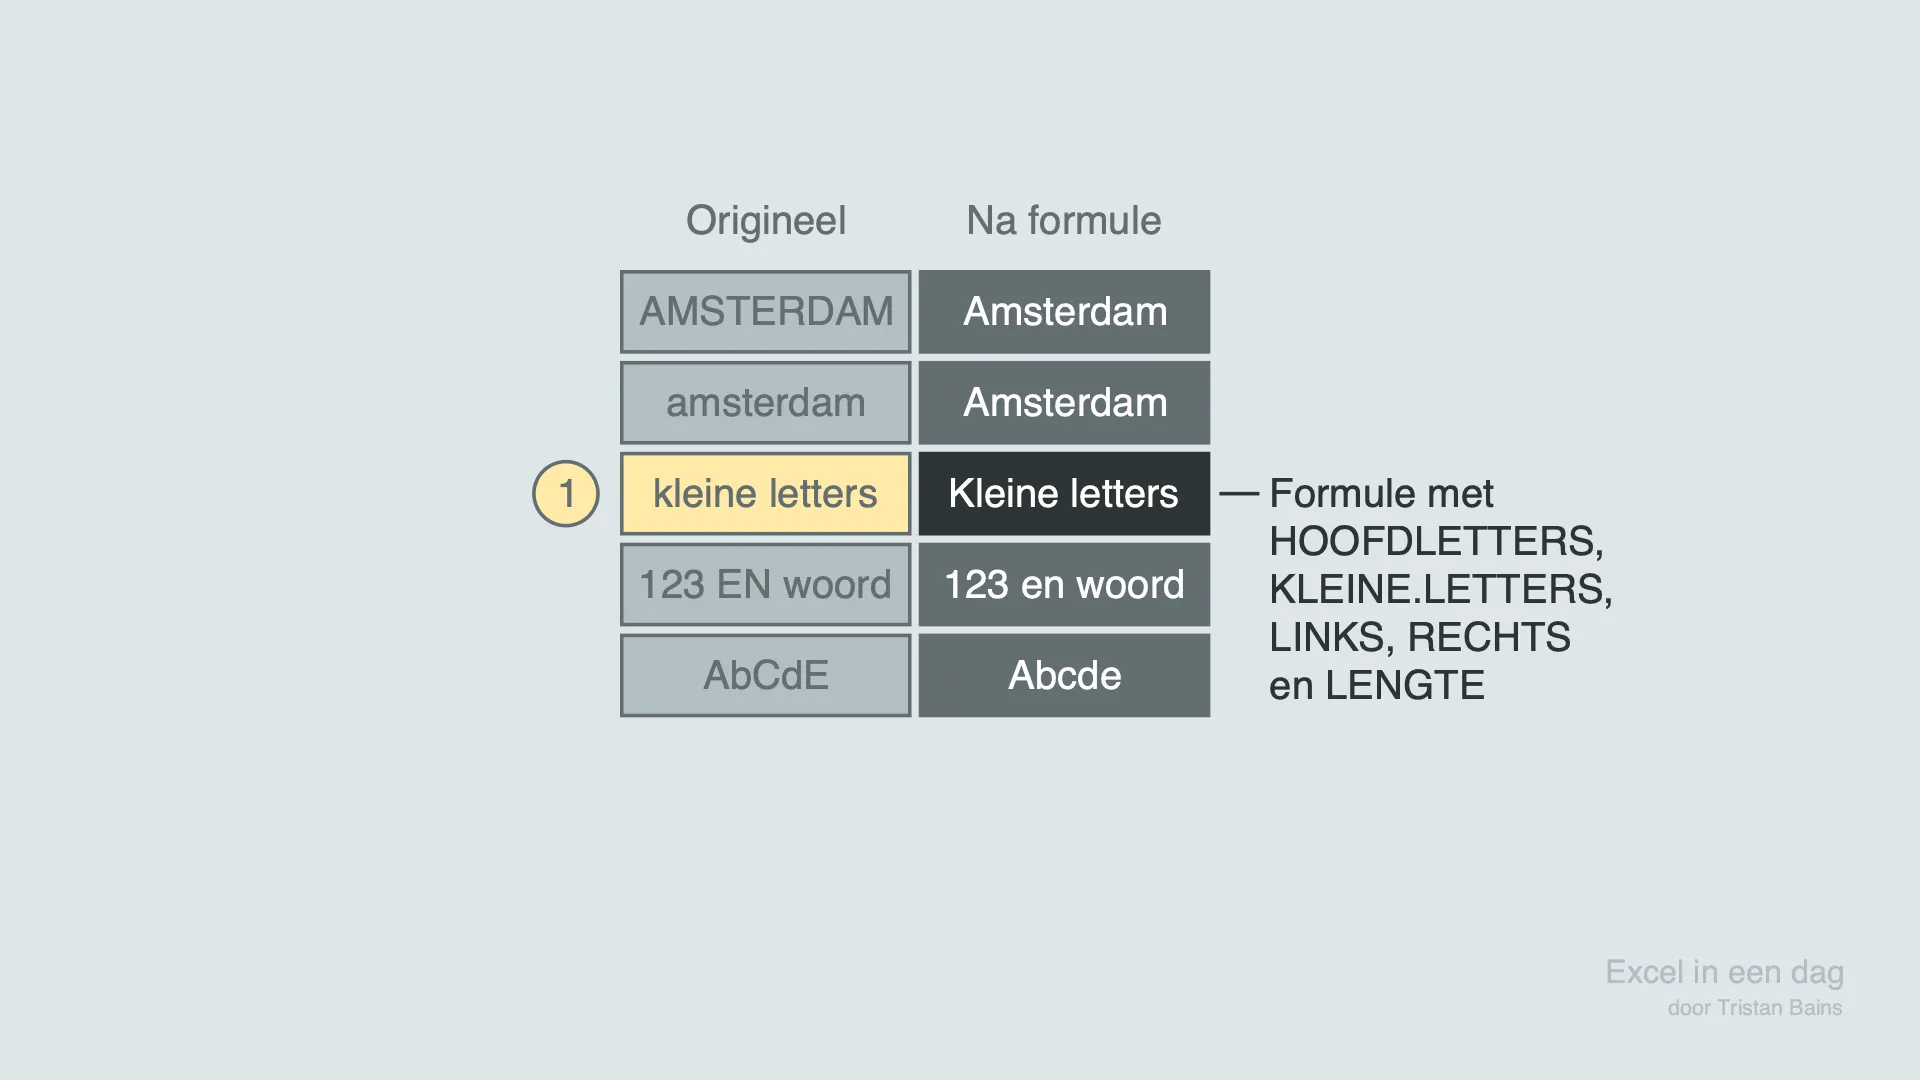 Origineel Na formule
AMSTERDAM Amsterdam
amsterdam Amsterdam
1 kleine letters Kleine letters Formule met
HOOFDLETTERS,
KLEINE.LETTERS,
LINKS, RECHTS
en LENGTE
123 EN woord 123 en woord
AbCdE Abcde
Excel in een dag
door Tristan Bains